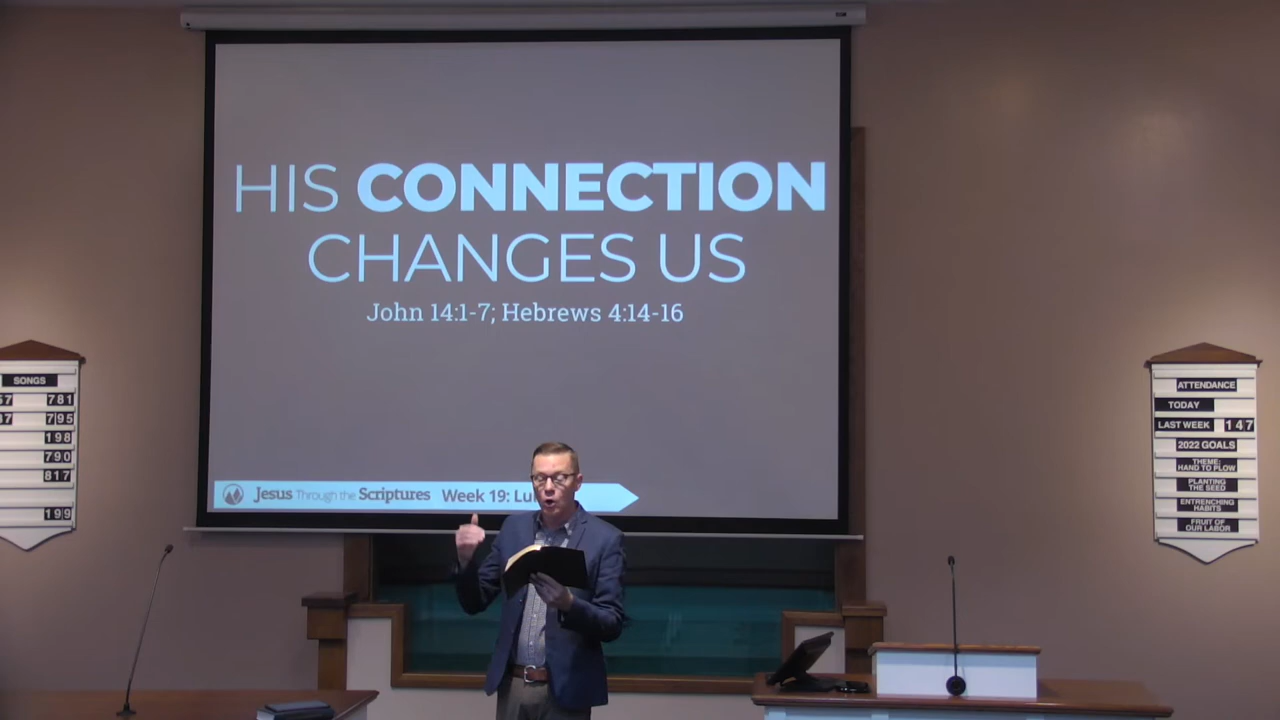 HIS CONNECTION
CHANGES US
John 14:1-7; Hebrews 4:14-16
Jesus Through the Scriptures Week 19:
SONGS
781
795
198
790
817
199
ATTENDANCE
TODAY
LAST WEEK 147
2022 GOALS
THEME:
HAND TO PLOW
PLANTING
THE SEED
ENTRENCHING
HABITS
FRUIT OF
OUR LABOR